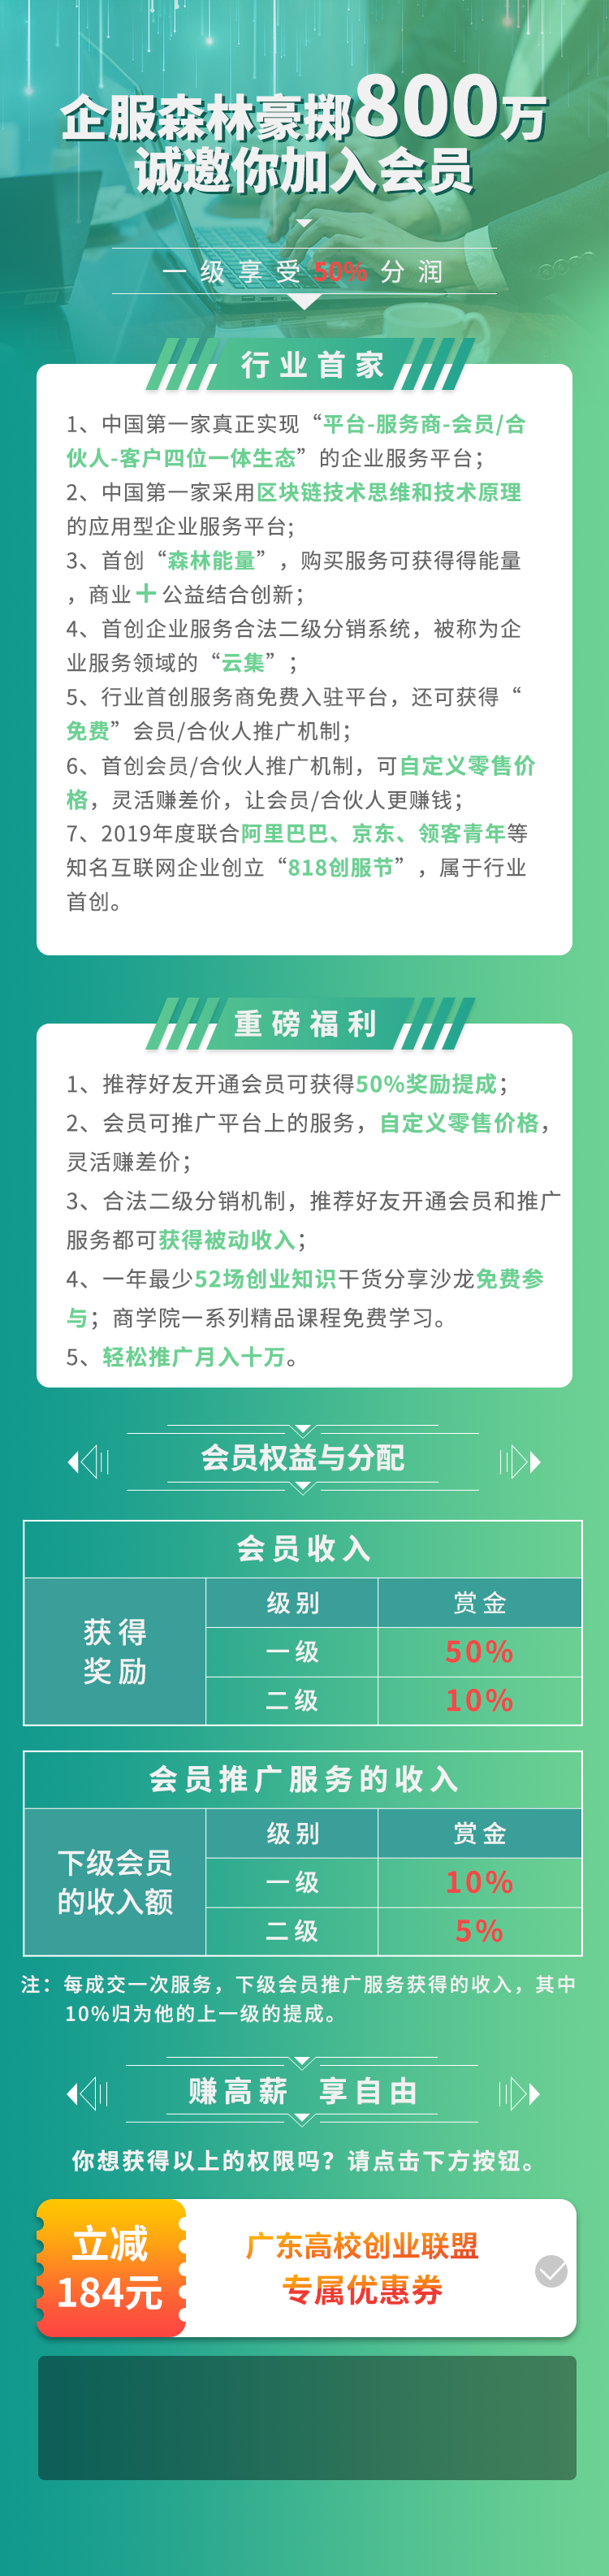 企服森林豪掷800万
诚邀你加入会员
一级享受50%分润
行业首家
1、中国第一家真正实现“平台-服务商-会员/合
伙人-客户四位一体生态”的企业服务平台；
2、中国第一家采用区块链技术思维和技术原理
的应用型企业服务平台;
3、首创“森林能量”，购买服务可获得得能量
，商业十公益结合创新；
4、首创企业服务合法二级分销系统，被称为企
业服务领域的“云集”；
5、行业首创服务商免费入驻平台，还可获得“
免费”会员/合伙人推广机制；
6、首创会员/合伙人推广机制，可自定义零售价
格，灵活赚差价，让会员/合伙人更赚钱；
7、2019年度联合阿里巴巴、京东、领客青年等
知名互联网企业创立“818创服节”，属于行业
首创。
重磅福利
1、推荐好友开通会员可获得50%奖励提成；
2、会员可推广平台上的服务，自定义零售价格，
灵活赚差价；
3、合法二级分销机制，推荐好友开通会员和推广
服务都可获得被动收入；
4、一年最少52场创业知识干货分享沙龙免费参
与；商学院一系列精品课程免费学习。
5、轻松推广月入十万。
会员权益与分配
会员收入
获得
奖励
级别 赏金
一级 50%
二级 10%
会员推广服务的收入
下级会员
的收入额
级别 赏金
一级 10%
二级 5%
注：每成交一次服务，下级会员推广服务获得的收入，其中
10%归为他的上一级的提成。
赚高薪 享自由
你想获得以上的权限吗？请点击下方按钮。
立减
184元
广东高校创业联盟
专属优惠券